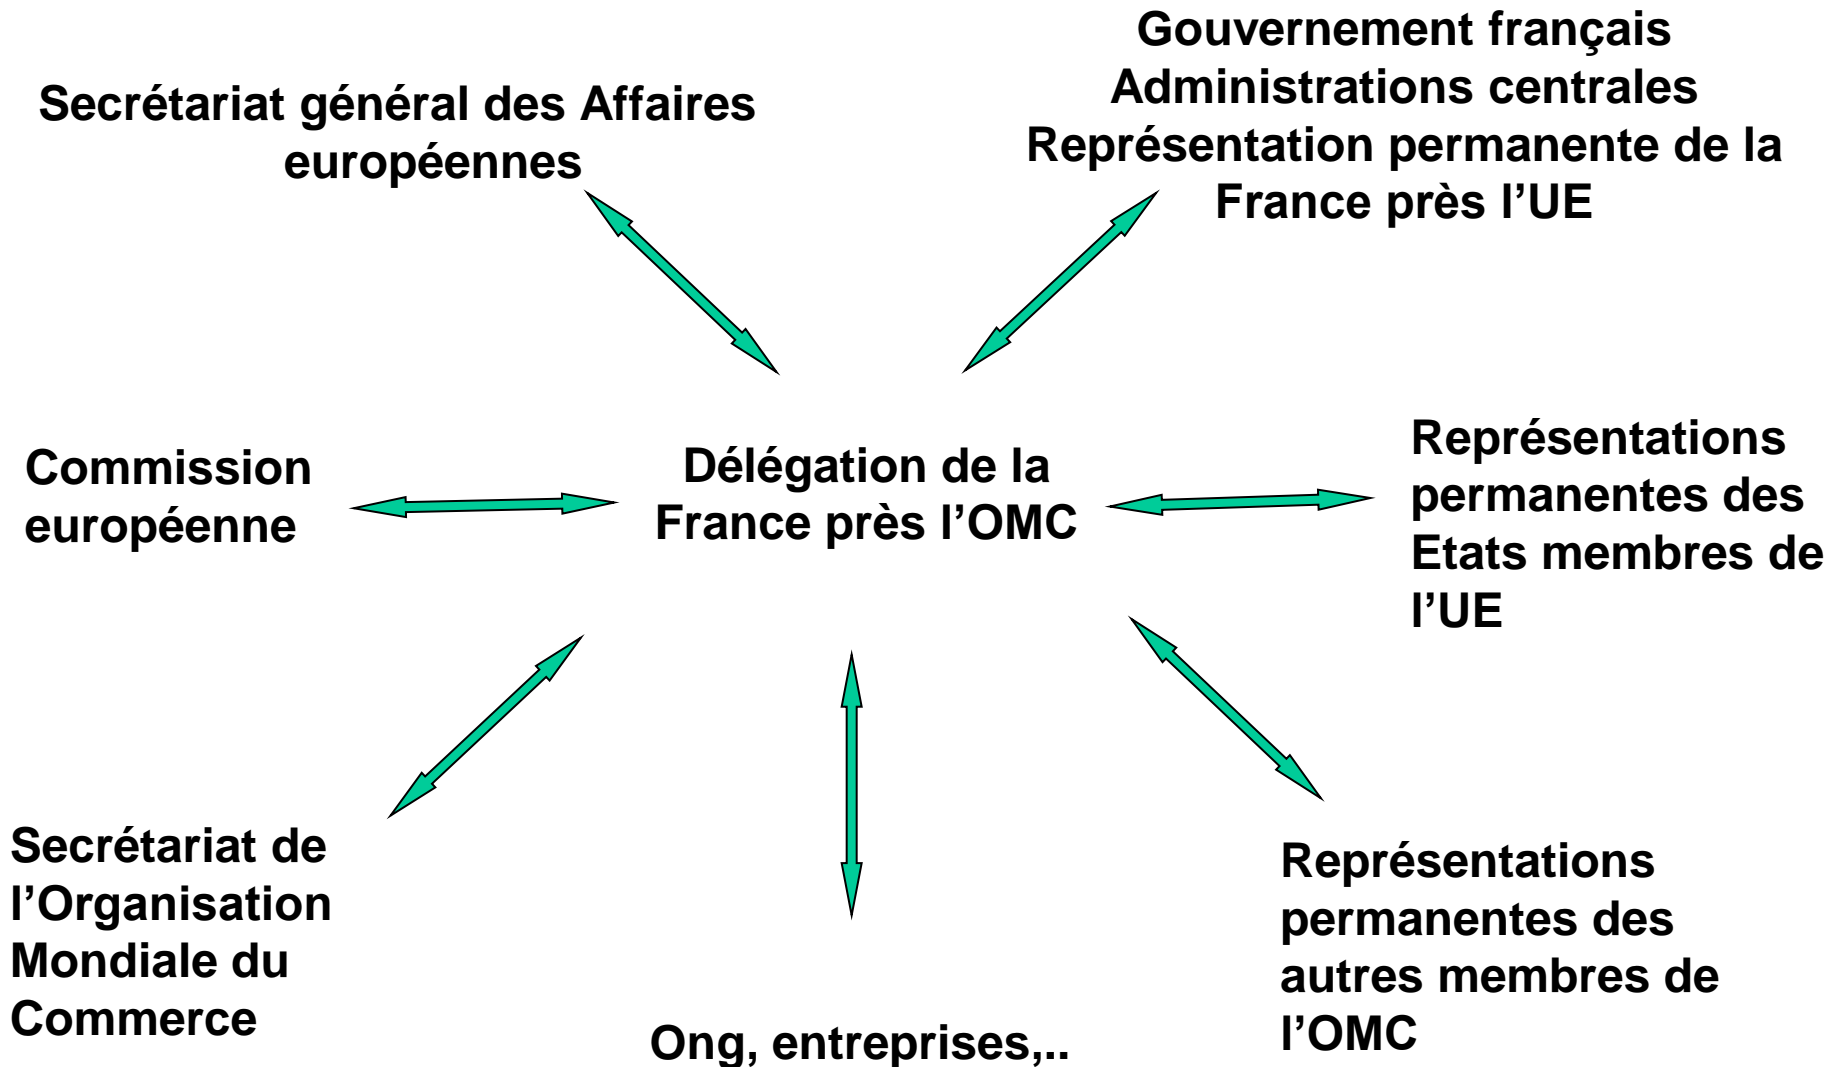 Gouvernement français
Administrations centrales
Représentation permanente de la
France près l’UE
Secrétariat général des Affaires
européennes
Commission
européenne
Délégation de la
France près l’OMC
Représentations
permanentes des
Etats membres de
l’UE
Secrétariat de
l’Organisation
Mondiale du
Commerce
Ong, entreprises,..
Représentations
permanentes des
autres membres de
l’OMC